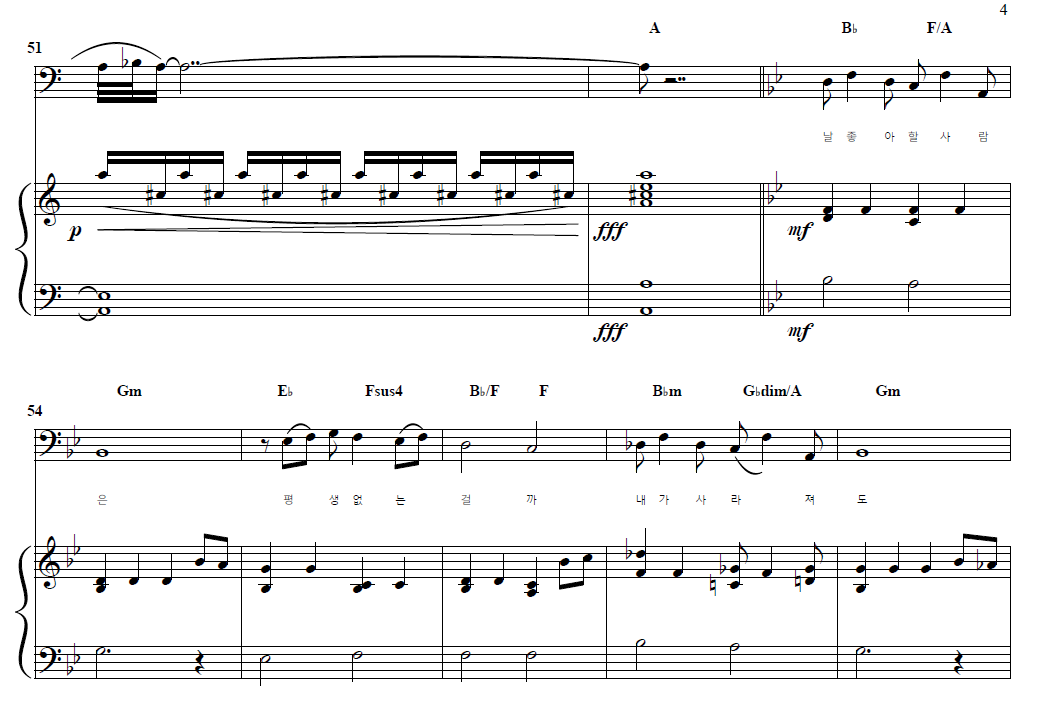 4
A B♭ F/A
51
날 좋 아 할 사 람
p fff mf
fff mf
Gm E♭ Fsus4 B♭/F F B♭m G♭dim/A Gm
54
은 평 생 없 는 걸 까 내 가 사 라 져 도